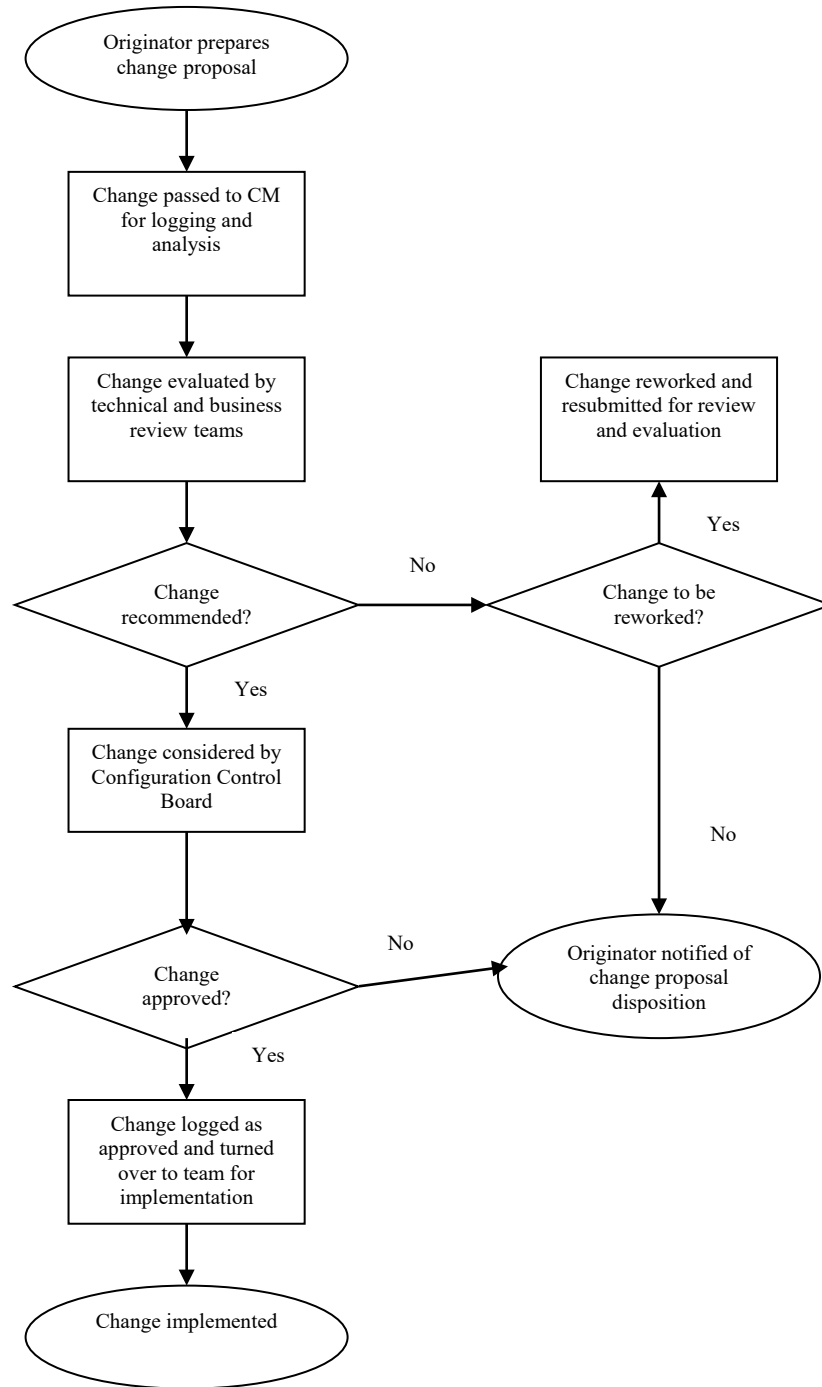 Originator prepares
change proposal
Change passed to CM
for logging and
analysis
Change evaluated by
technical and business
review teams
Change reworked and
resubmitted for review
and evaluation
Yes
Change
recommended?
No
Change to be
reworked?
Yes
Change considered by
Configuration Control
Board
No
Change
approved?
No
Originator notified of
change proposal
disposition
Yes
Change logged as
approved and turned
over to team for
implementation
Change implemented